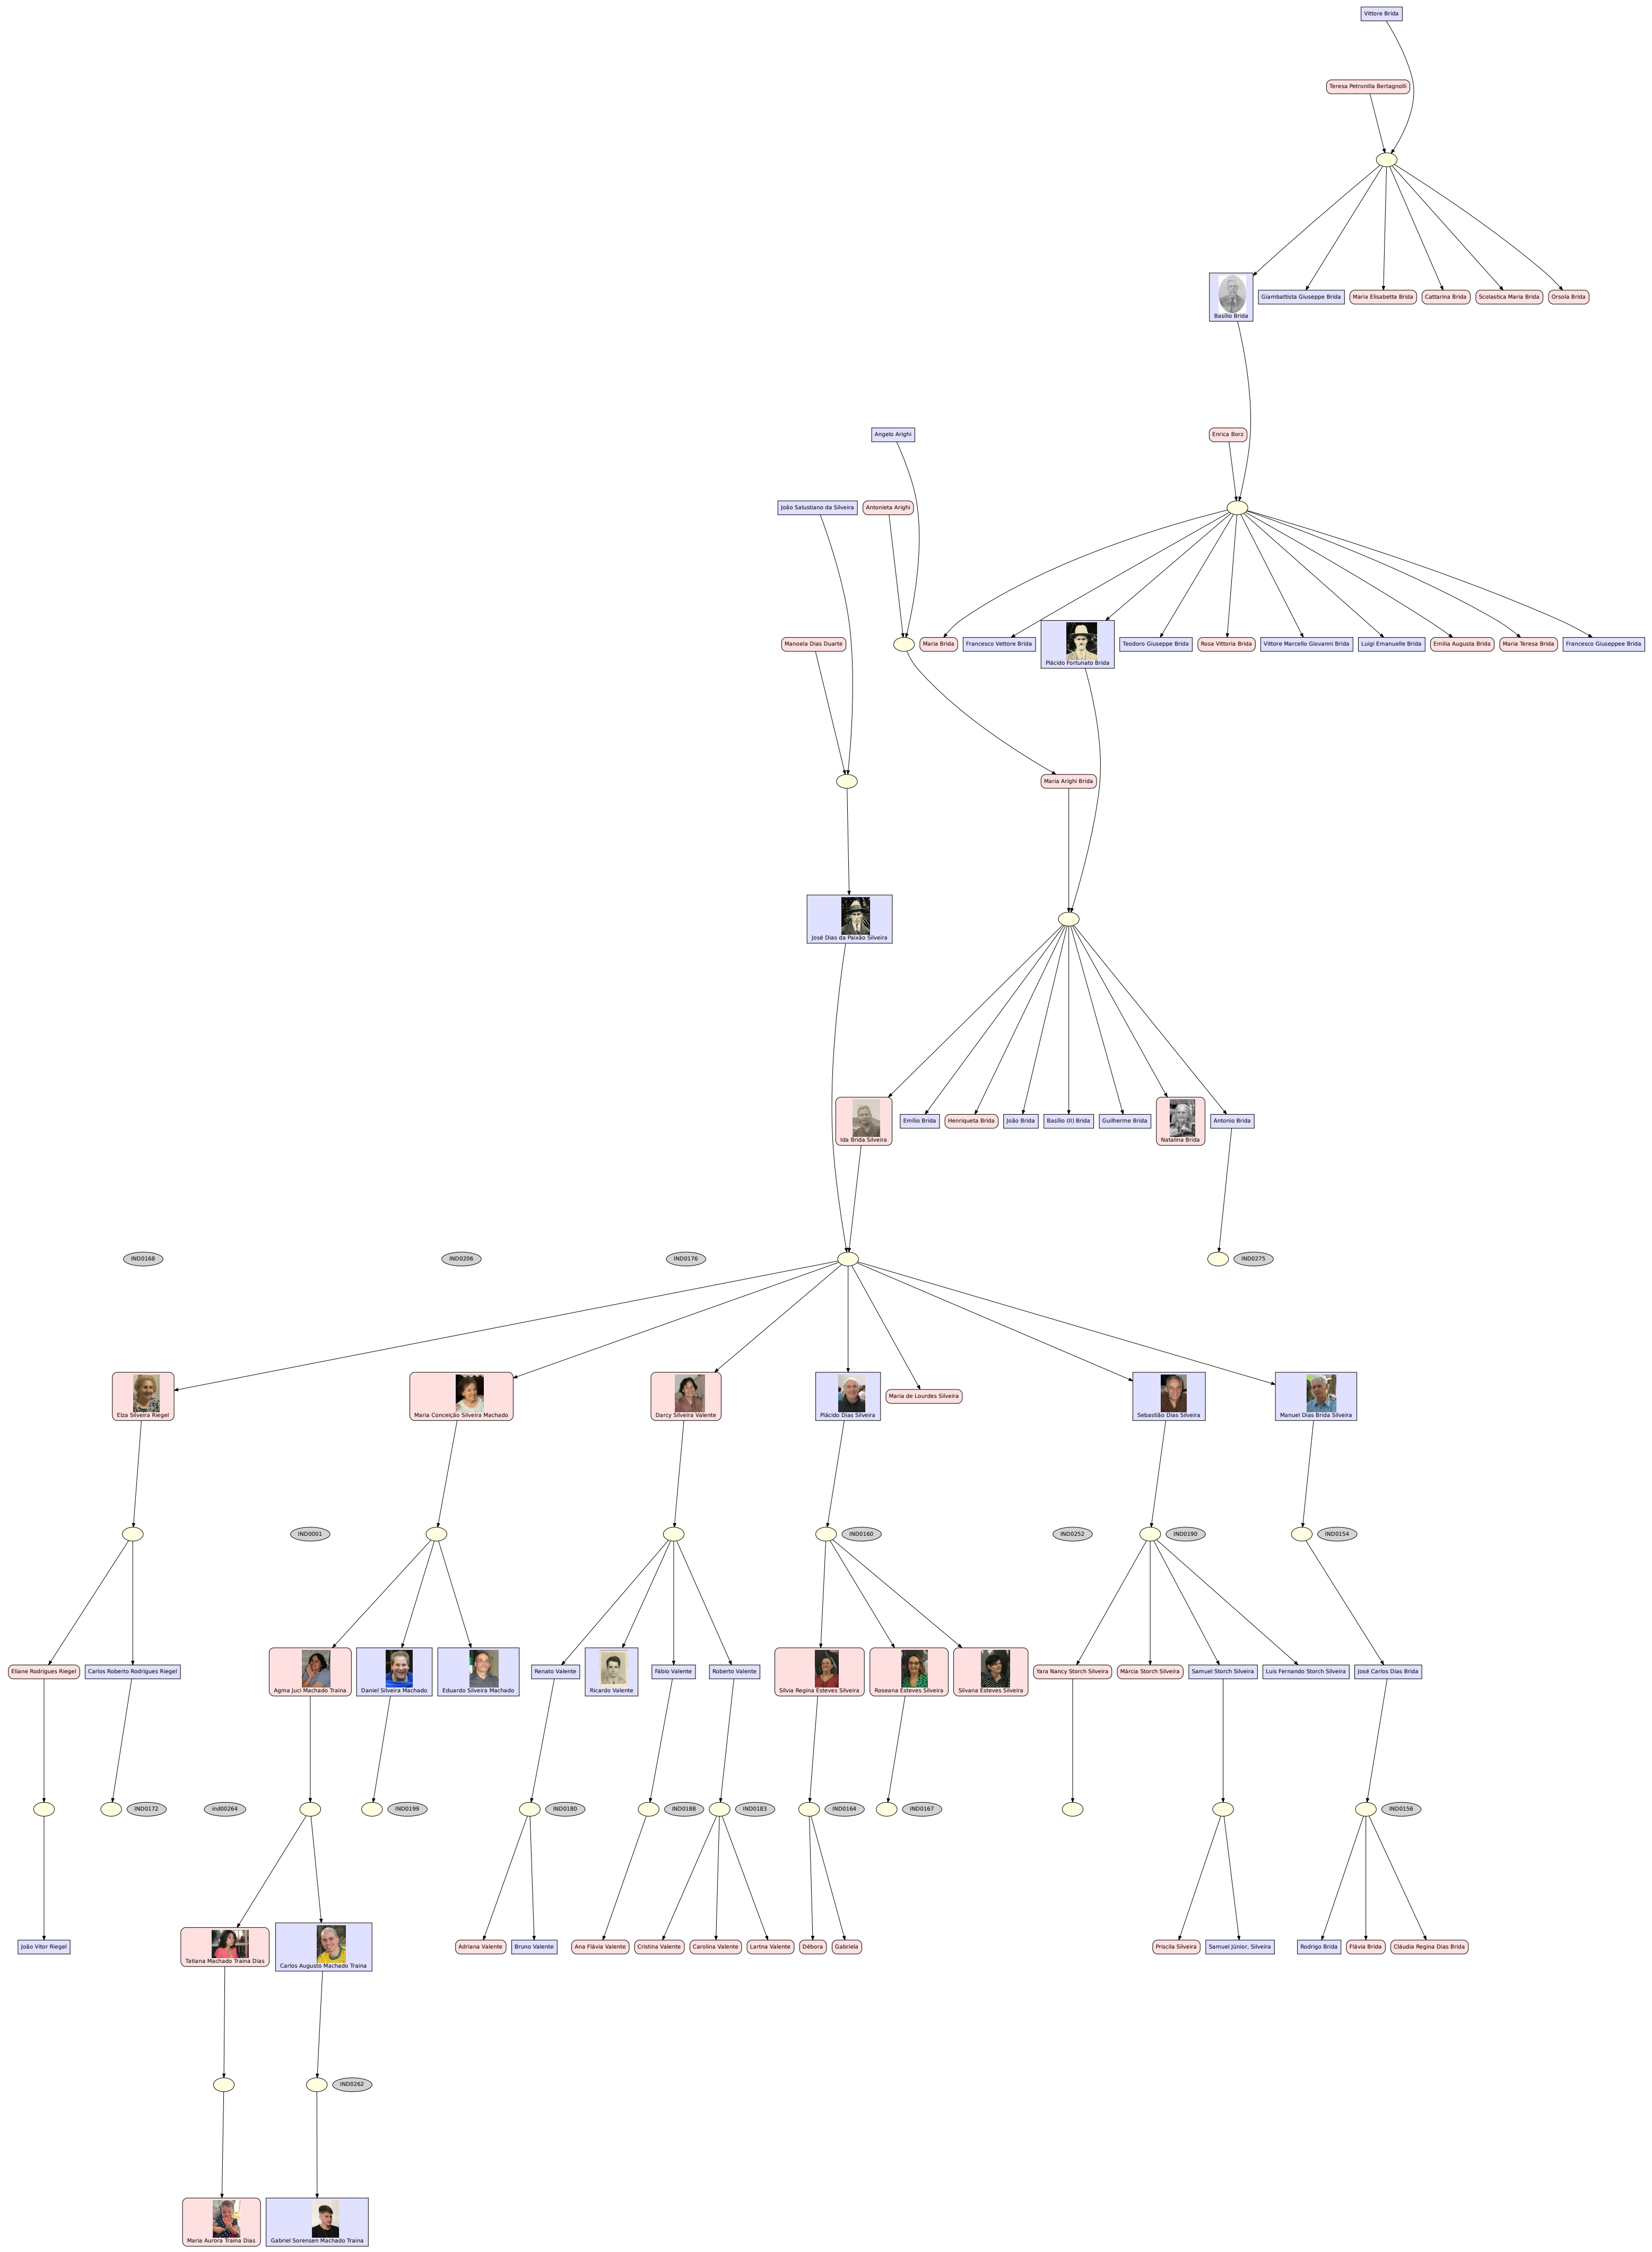 Vittore Brida
Teresa Petronilla Bertagnolli
Basílio Brida
Giambattista Giuseppe Brida
Maria Elisabetta Brida
Cattarina Brida
Scolastica Maria Brida
Orsola Brida
Angelo Arighi
Enrica Borz
João Salustiano da Silveira
Antonieta Arighi
Manoela Dias Duarte
Maria Brida
Francesco Vettore Brida
Plácido Fortunato Brida
Teodoro Giuseppe Brida
Rosa Vittoria Brida
Vittore Marcello Giovanni Brida
Luigi Emanuelle Brida
Emilia Augusta Brida
Maria Teresa Brida
Francesco Giuseppee Brida
Maria Arighi Brida
José Dias da Paixão Silveira
Ida Brida Silveira
Emílio Brida
Henriqueta Brida
João Brida
Basílio (II) Brida
Guilherme Brida
Natalina Brida
Antonio Brida
IND0168
IND0206
IND0176
IND0275
Elza Silveira Riegel
Maria Conceição Silveira Machado
Darcy Silveira Valente
Plácido Dias Silveira
Maria de Lourdes Silveira
Sebastião Dias Silveira
Manuel Dias Brida Silveira
IND0001
IND0160
IND0252
IND0190
IND0154
Eliane Rodrigues Riegel
Carlos Roberto Rodrigues Riegel
Agma Juci Machado Traina
Daniel Silveira Machado
Eduardo Silveira Machado
Renato Valente
Ricardo Valente
Fábio Valente
Roberto Valente
Sílvia Regina Esteves Silveira
Roseana Esteves Silveira
Silvana Esteves Silveira
Yara Nancy Storch Silveira
Márcia Storch Silveira
Samuel Storch Silveira
Luis Fernando Storch Silveira
José Carlos Dias Brida
IND0172
ind00264
IND0199
IND0180
IND0188
IND0183
IND0164
IND0167
IND0156
João Vitor Riegel
Tatiana Machado Traina Dias
Carlos Augusto Machado Traina
Adriana Valente
Bruno Valente
Ana Flávia Valente
Cristina Valente
Carolina Valente
Lartna Valente
Débora
Gabriela
Priscila Silveira
Samuel Júnior, Silveira
Rodrigo Brida
Flávia Brida
Cláudia Regina Dias Brida
IND0262
Maria Aurora Traina Dias
Gabriel Sorensen Machado Traina